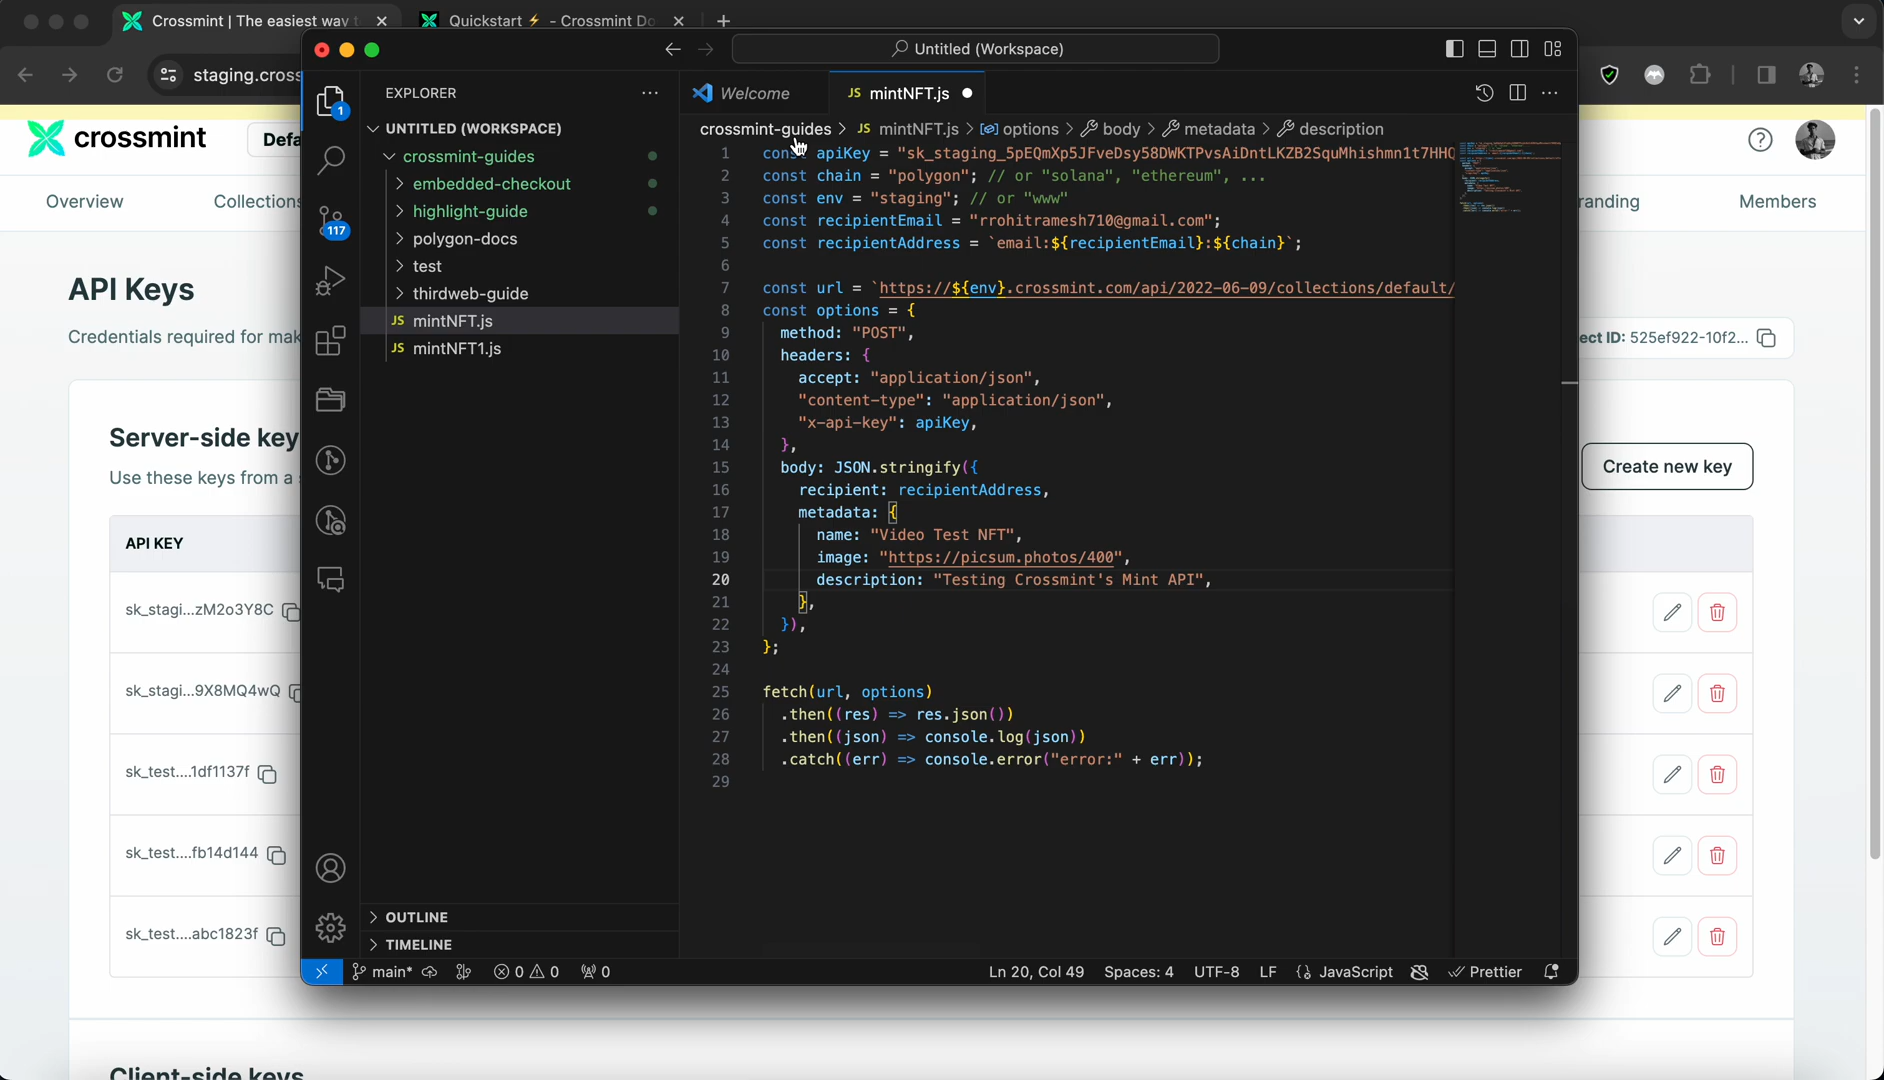 Crossmint | The easiest way t
Quickstart ⚡ - Crossmint Do
staging.cross
Untitled (Workspace)
crossmint
Defa
Overview
Collections
randing
Members
API Keys
Credentials required for mak
ect ID: 525ef922-10f2...
Server-side key
Use these keys from a s
Create new key
API KEY
sk_stagi...zM2o3Y8C
sk_stagi...9X8MQ4wQ
sk_test....1df1137f
sk_test....fb14d144
sk_test....abc1823f
Client-side keys
EXPLORER
1
117
UNTITLED (WORKSPACE)
crossmint-guides
embedded-checkout
highlight-guide
polygon-docs
test
thirdweb-guide
JS mintNFT.js
JS mintNFT1.js
OUTLINE
TIMELINE
Welcome
JS mintNFT.js
crossmint-guides > JS mintNFT.js > options > body > metadata > description
1 const apiKey = "sk_staging_5pEQmXp5JFveDsy58DWKTPvsAiDntLKZB2SquMhishmn1t7HHQ
2 const chain = "polygon"; // or "solana", "ethereum", ...
3 const env = "staging"; // or "www"
4 const recipientEmail = "rrohitramesh710@gmail.com";
5 const recipientAddress = `email:${recipientEmail}:${chain}`;
6
7 const url = `https://${env}.crossmint.com/api/2022-06-09/collections/default/
8 const options = {
9 method: "POST",
10 headers: {
11 accept: "application/json",
12 "content-type": "application/json",
13 "x-api-key": apiKey,
14 },
15 body: JSON.stringify({
16 recipient: recipientAddress,
17 metadata: {
18 name: "Video Test NFT",
19 image: "https://picsum.photos/400",
20 description: "Testing Crossmint's Mint API",
21 },
22 }),
23 };
24
25 fetch(url, options)
26 .then((res) => res.json())
27 .then((json) => console.log(json))
28 .catch((err) => console.error("error:" + err));
29
main*
0
0
0
Ln 20, Col 49
Spaces: 4
UTF-8
LF
JavaScript
Prettier